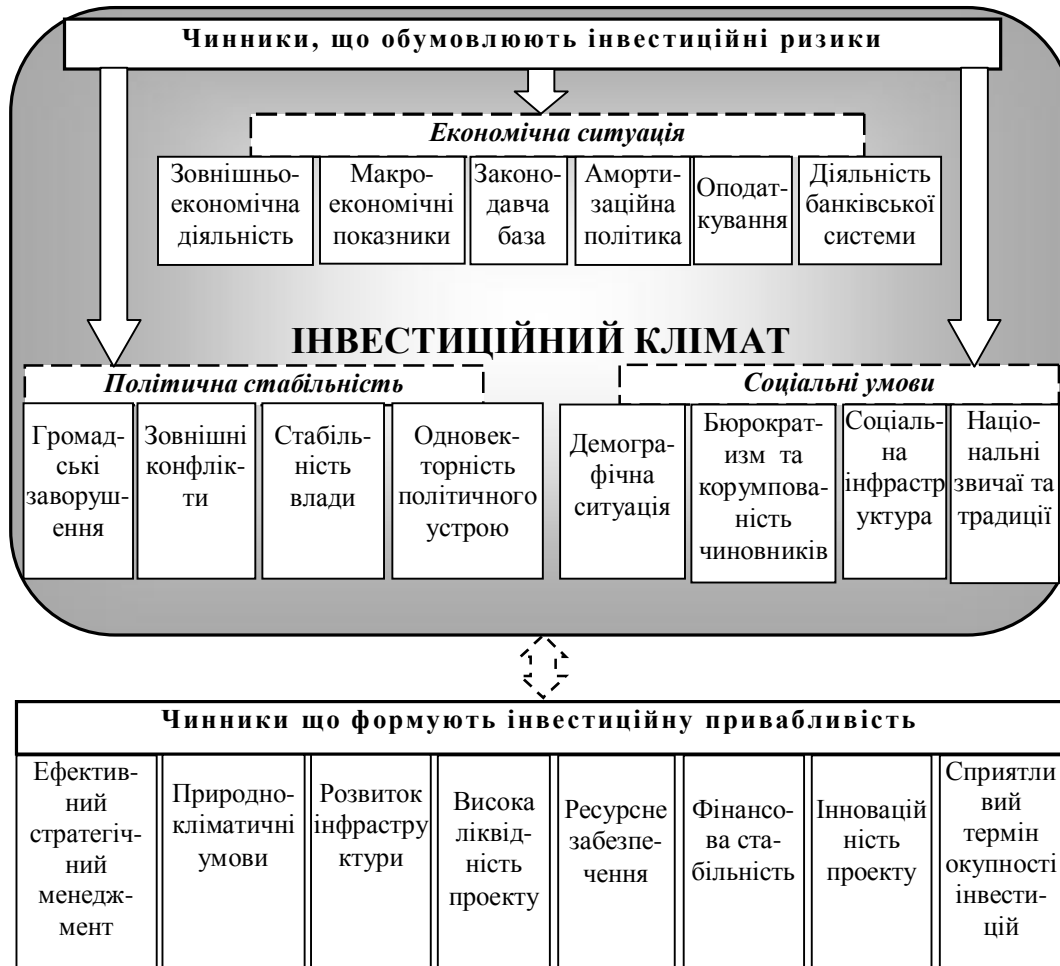 Чинники, що обумовлюють інвестиційні ризики
Економічна ситуація
Зовнішньо-
економічна
діяльність
Макро-
економічні
показники
Законо-
давча
база
Аморти-
заційна
політика
Оподат-
кування
Діяльність
банківської
системи
ІНВЕСТИЦІЙНИЙ КЛІМАТ
Політична стабільність
Громад-
ські
заворуш-
ення
Зовнішні
конфлік-
ти
Стабіль-
ність
влади
Одновек-
торність
політичного
устрою
Соціальні умови
Демогра-
фічна
ситуація
Бюрократ-
изм та
корумпова-
ність
чиновників
Соціаль-
на
інфрастр
уктура
Націо-
нальні
звичаї та
традиції
Чинники що формують інвестиційну привабливість
Ефектив-
ний
стратегіч-
ний
менедж-
мент
Природно-
кліматичні
умови
Розвиток
інфрастру
ктури
Висока
ліквід-
ність
проекту
Ресурсне
забезпе-
чення
Фінансо-
ва ста-
більність
Інновацій
ність
проекту
Сприятли
вий
термін
окупності
інвести-
цій